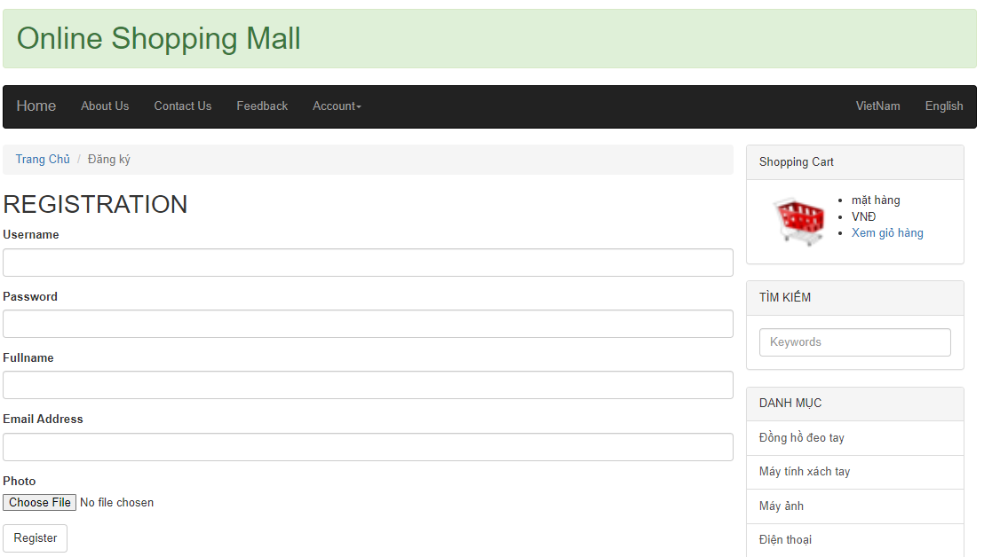 Online Shopping Mall
Home About Us Contact Us Feedback Account VietNam English
Trang Chủ / Đăng ký
REGISTRATION
Username
Password
Fullname
Email Address
Photo
Choose File No file chosen
Register
Shopping Cart
mặt hàng
VNĐ
Xem giỏ hàng
TÌM KIẾM
Keywords
DANH MỤC
Đồng hồ đeo tay
Máy tính xách tay
Máy ảnh
Điện thoại